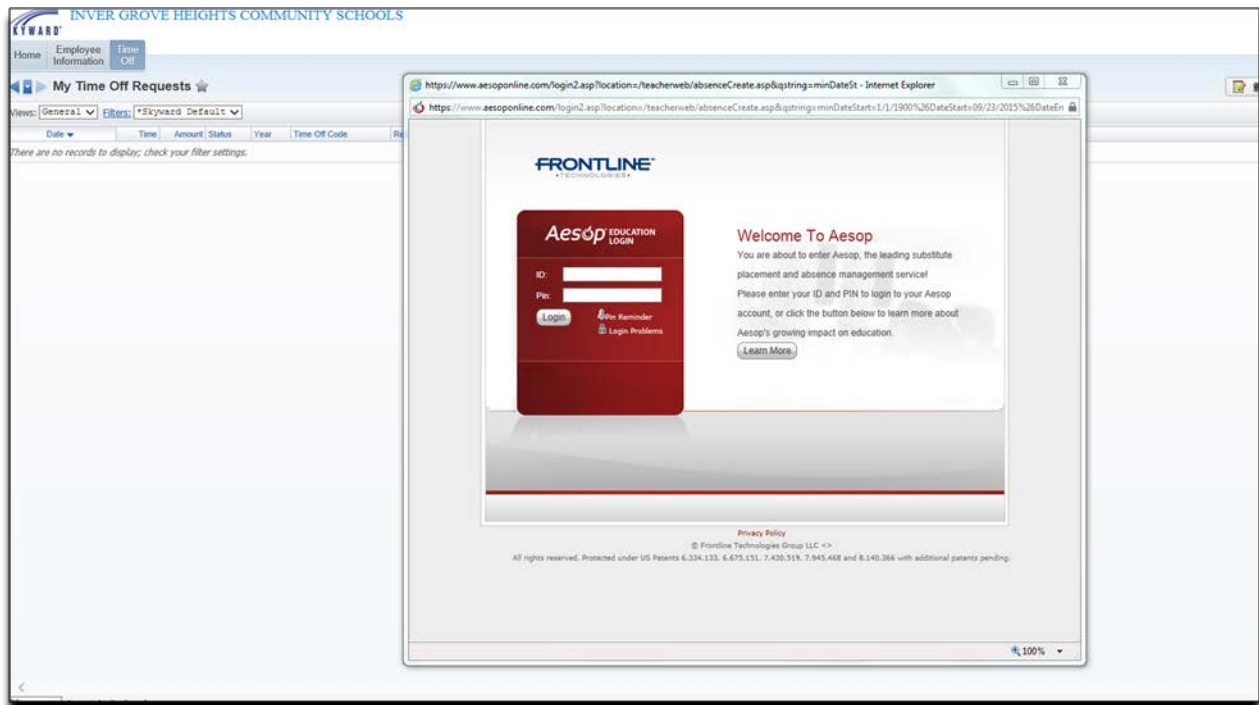 INVER GROVE HEIGHTS COMMUNITY SCHOOLS
KYWARD
Home Employee Information Time Off
My Time Off Requests
Views: General Filters: *Skyward Default
Date Time Amount Status Year Time Off Code Re
There are no records to display; check your filter settings.
https://www.aesoponline.com/login2.asp?location=/teacherweb/absenceCreate.asp&qstring=minDateSt - Internet Explorer
https://www.aesoponline.com/login2.asp?location=/teacherweb/absenceCreate.asp&qstring=minDateStart=1/1/1900%26DateStart=09/23/2015%26DateEn
FRONTLINE
TECHNOLOGIES
Aesop EDUCATION LOGIN
ID:
Pin:
Login
Pin Reminder
Login Problems
Welcome To Aesop
You are about to enter Aesop, the leading substitute
placement and absence management service!
Please enter your ID and PIN to login to your Aesop
account, or click the button below to learn more about
Aesop's growing impact on education.
Learn More
Privacy Policy
© Frontline Technologies Group LLC <>
All rights reserved. Protected under US Patents 6.334.133, 6.675.151, 7.430.519, 7.945.468 and 8.140.366 with additional patents pending.
100%